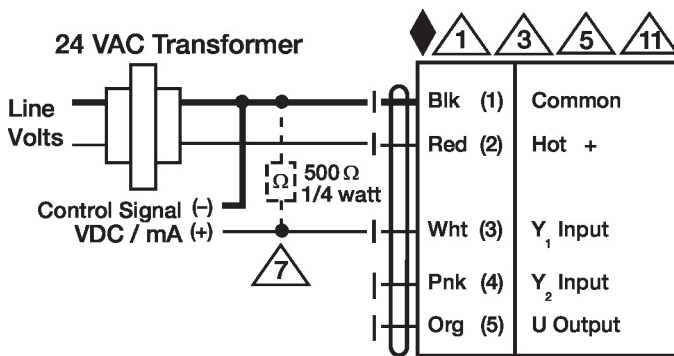 24 VAC Transformer
1 3 5 11
Line
Volts
Blk (1) Common
Red (2) Hot +
Ω 500 Ω
1/4 watt
Control Signal (–)
VDC / mA (+)
Wht (3) Y1 Input
7
Pnk (4) Y2 Input
Org (5) U Output